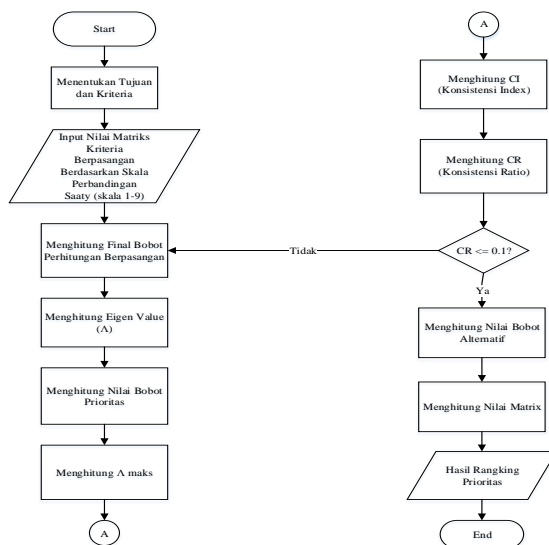 Start
Menentukan Tujuan
dan Kriteria
Input Nilai Matriks
Kriteria
Berpasangan
Berdasarkan Skala
Perbandingan
Saaty (skala 1-9)
Menghitung Final Bobot
Perhitungan Berpasangan
Menghitung Eigen Value
(Λ)
Menghitung Nilai Bobot
Prioritas
Menghitung Λ maks
A
A
Menghitung CI
(Konsistensi Index)
Menghitung CR
(Konsistensi Ratio)
CR <= 0.1?
Tidak
Ya
Menghitung Nilai Bobot
Alternatif
Menghitung Nilai Matrix
Hasil Rangking
Prioritas
End